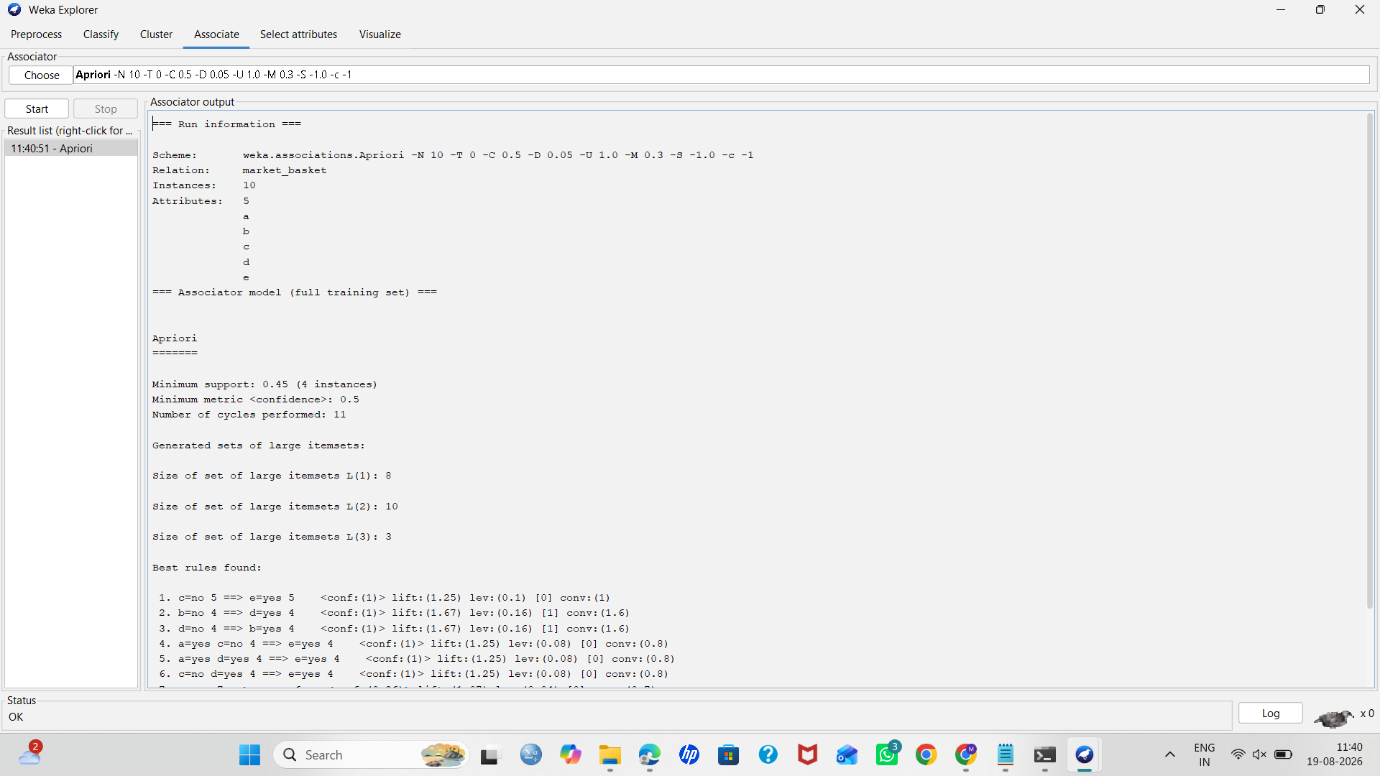 Weka Explorer
Preprocess Classify Cluster Associate Select attributes Visualize
Associator
Choose Apriori -N 10 -T 0 -C 0.5 -D 0.05 -U 1.0 -M 0.3 -S -1.0 -c -1
Start Stop
Result list (right-click for ...
11:40:51 - Apriori
Associator output
=== Run information ===
Scheme: weka.associations.Apriori -N 10 -T 0 -C 0.5 -D 0.05 -U 1.0 -M 0.3 -S -1.0 -c -1
Relation: market_basket
Instances: 10
Attributes: 5
a
b
c
d
e
=== Associator model (full training set) ===
Apriori
=======
Minimum support: 0.45 (4 instances)
Minimum metric <confidence>: 0.5
Number of cycles performed: 11
Generated sets of large itemsets:
Size of set of large itemsets L(1): 8
Size of set of large itemsets L(2): 10
Size of set of large itemsets L(3): 3
Best rules found:
1. c=no 5 ==> e=yes 5 <conf:(1)> lift:(1.25) lev:(0.1) [0] conv:(1)
2. b=no 4 ==> d=yes 4 <conf:(1)> lift:(1.67) lev:(0.16) [1] conv:(1.6)
3. d=no 4 ==> b=yes 4 <conf:(1)> lift:(1.67) lev:(0.16) [1] conv:(1.6)
4. a=yes c=no 4 ==> e=yes 4 <conf:(1)> lift:(1.25) lev:(0.08) [0] conv:(0.8)
5. a=yes d=yes 4 ==> e=yes 4 <conf:(1)> lift:(1.25) lev:(0.08) [0] conv:(0.8)
6. c=no d=yes 4 ==> e=yes 4 <conf:(1)> lift:(1.25) lev:(0.08) [0] conv:(0.8)
Status
OK
Log
x 0
2
Search
3
ENG
IN
11:40
19-08-2026